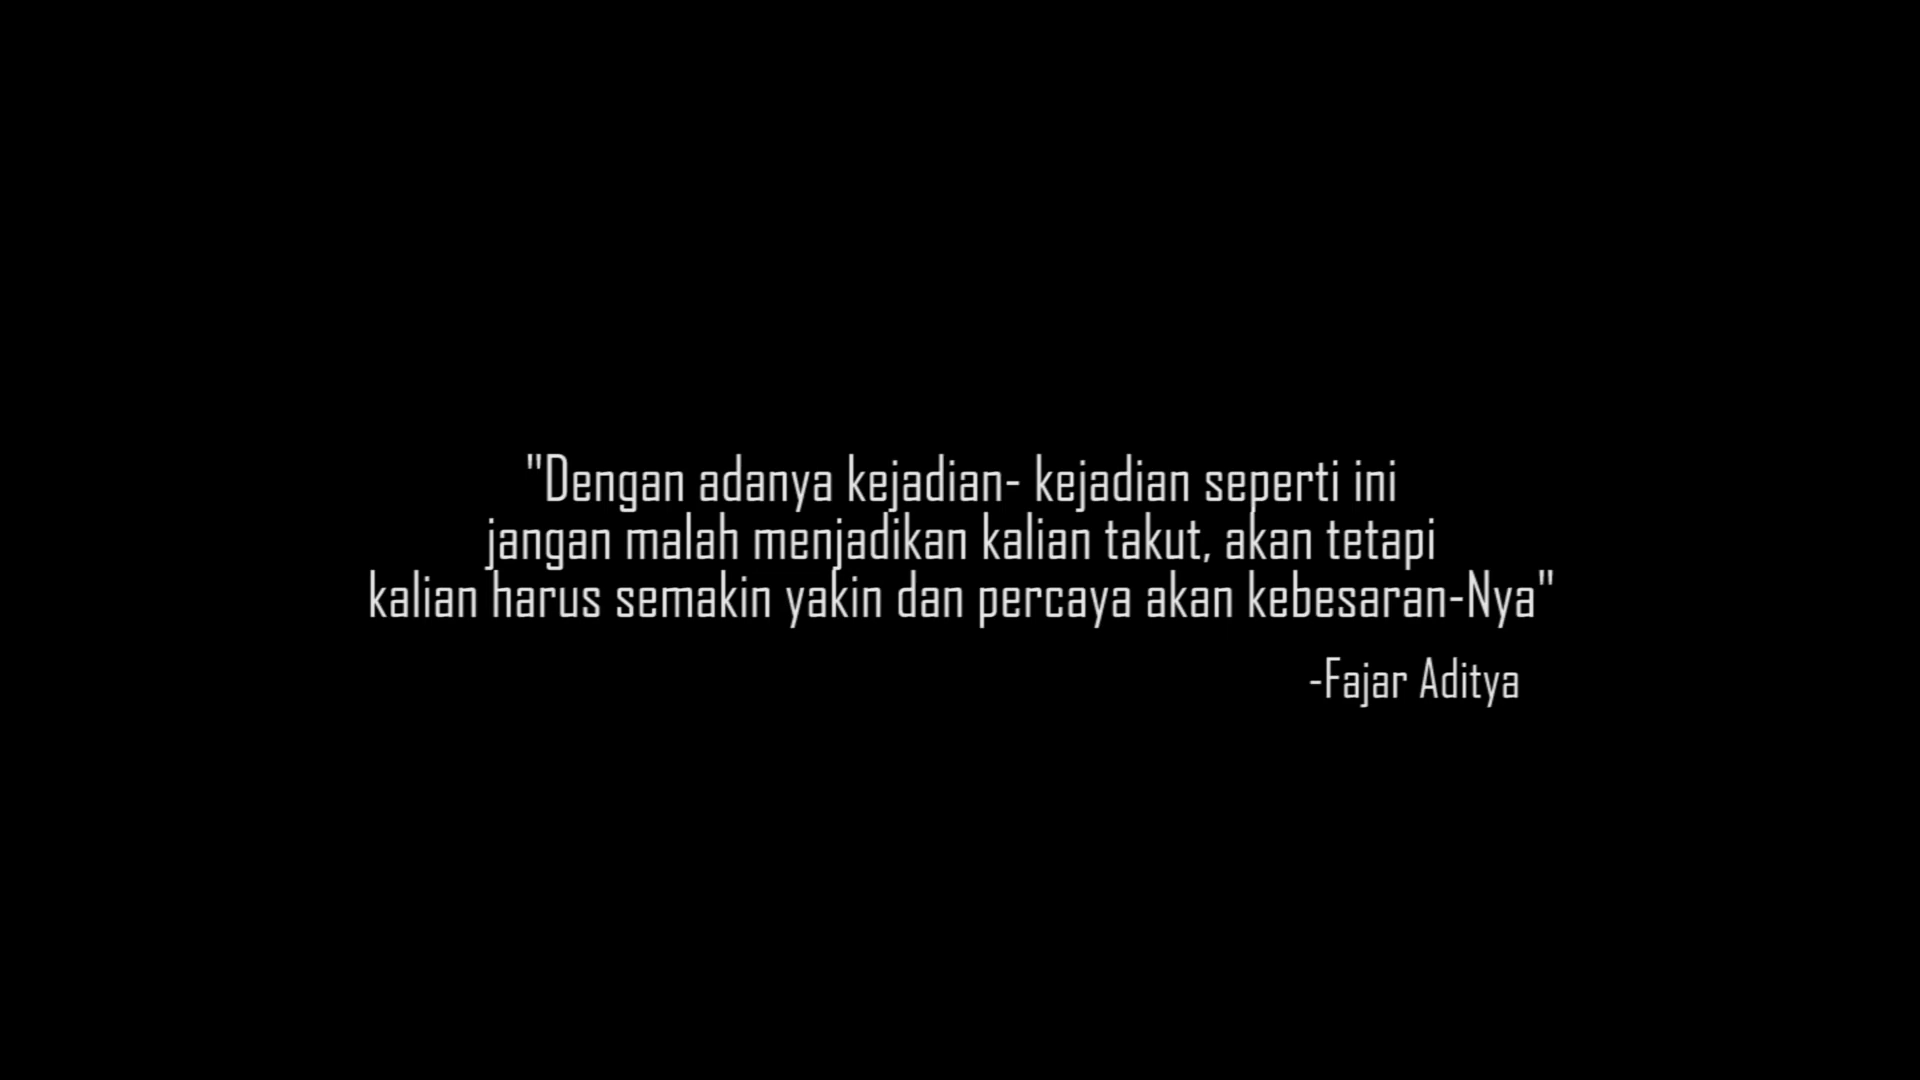 "Dengan adanya kejadian- kejadian seperti ini
jangan malah menjadikan kalian takut, akan tetapi
kalian harus semakin yakin dan percaya akan kebesaran-Nya"
-Fajar Aditya